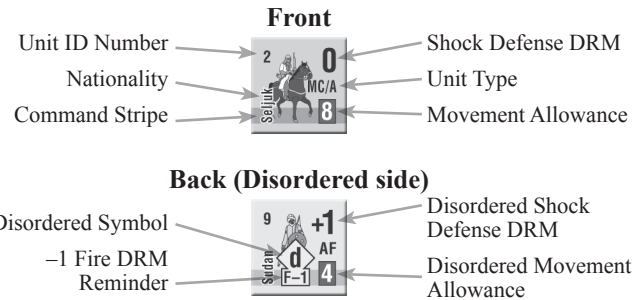 Front
Unit ID Number
Nationality
Command Stripe
2
0
MC/A
Seljuk
8
Shock Defense DRM
Unit Type
Movement Allowance
Back (Disordered side)
Disordered Symbol
–1 Fire DRM
Reminder
9
+1
AF
d
Sudan
F–1
4
Disordered Shock
Defense DRM
Disordered Movement
Allowance